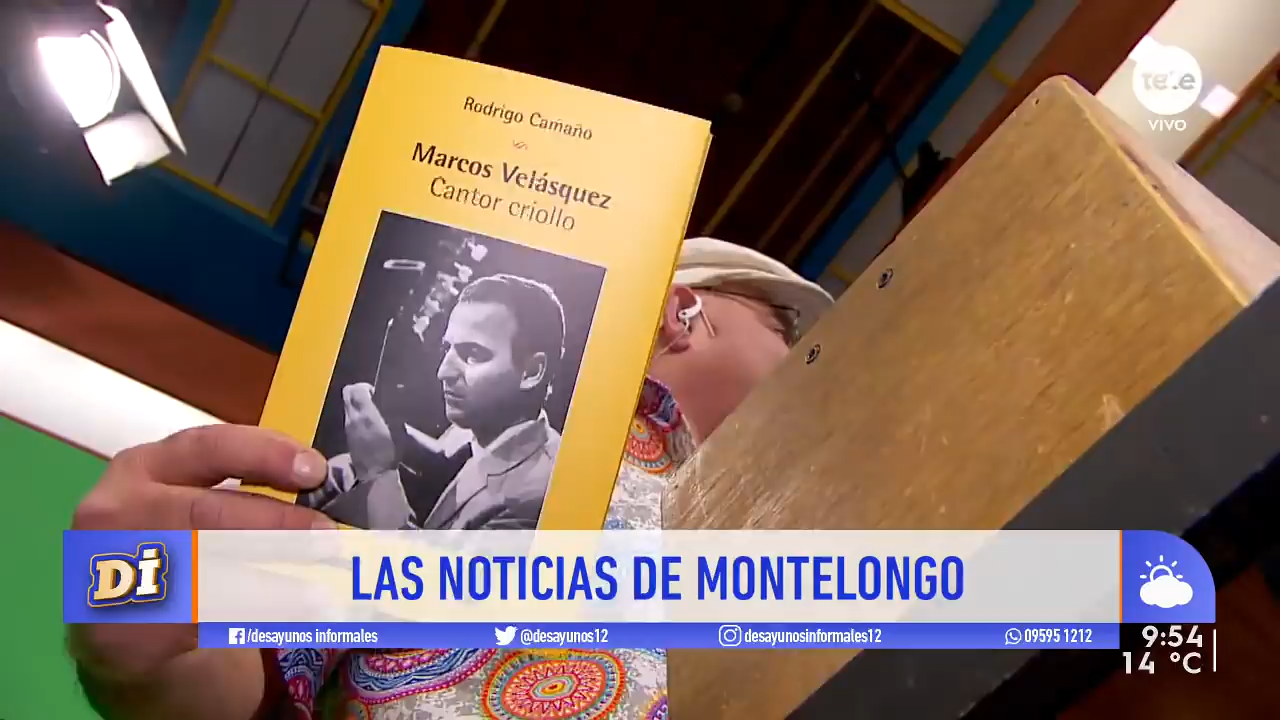 tele
VIVO
Rodrigo Camaño
Marcos Velásquez
Cantor criollo
Di
LAS NOTICIAS DE MONTELONGO
/desayunos informales
@desayunos12
desayunosinformales12
09595 1212
9:54
14 °C